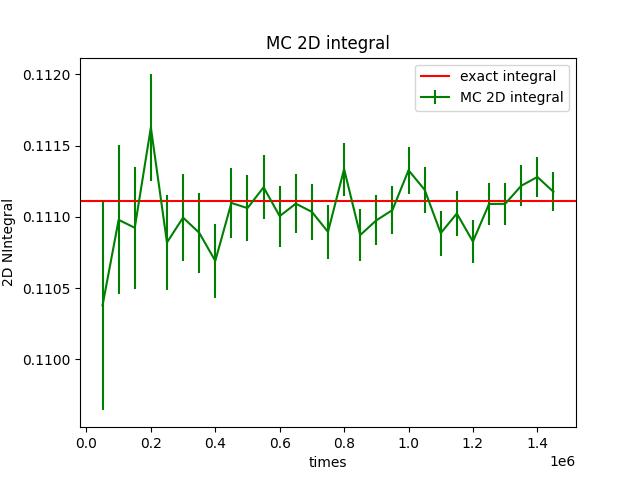 MC 2D integral
exact integral
MC 2D integral
0.1120
0.1115
0.1110
0.1105
0.1100
2D NIntegral
0.0 0.2 0.4 0.6 0.8 1.0 1.2 1.4
1e6
times